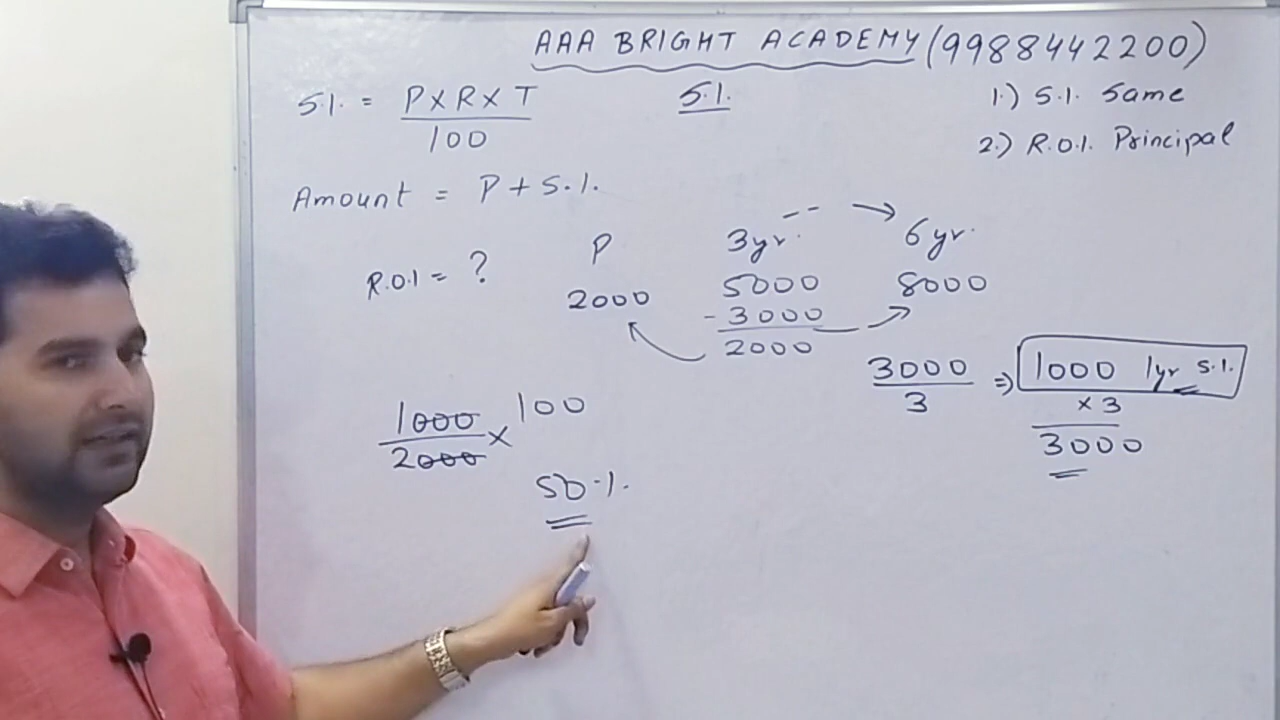 AAA BRIGHT ACADEMY (9988442200)
S.I. = P X R X T / 100
S.I.
1.) S.I. Same
2.) R.O.I. Principal
Amount = P + S.I.
R.O.I = ?
P 3yr. -- → 6yr.
2000 5000 8000
- 3000
2000
3000 / 3 ⇒ 1000 1yr S.I.
× 3
3000
1000 / 2000 × 100
50%